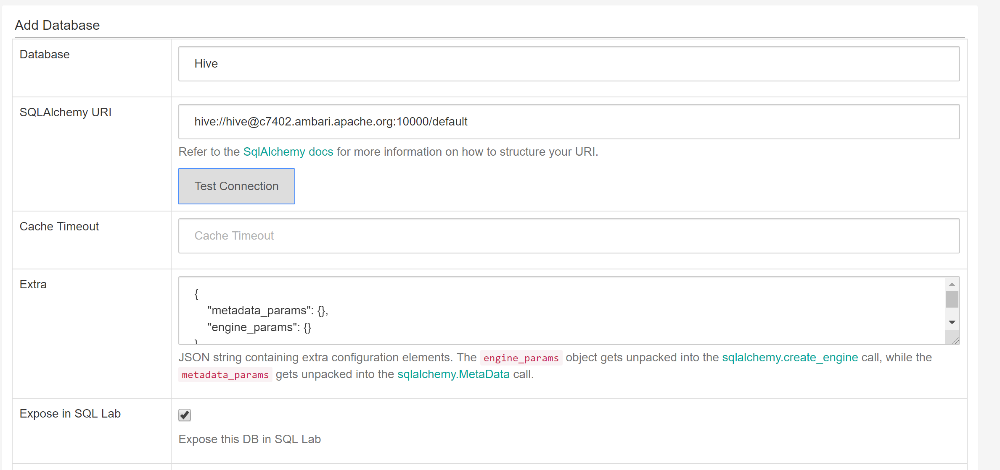 Add Database
Database
Hive
SQLAlchemy URI
hive://hive@c7402.ambari.apache.org:10000/default
Refer to the SqlAlchemy docs for more information on how to structure your URI.
Test Connection
Cache Timeout
Cache Timeout
Extra
{
"metadata_params": {},
"engine_params": {}
}
JSON string containing extra configuration elements. The engine_params object gets unpacked into the sqlalchemy.create_engine call, while the
metadata_params gets unpacked into the sqlalchemy.MetaData call.
Expose in SQL Lab
Expose this DB in SQL Lab